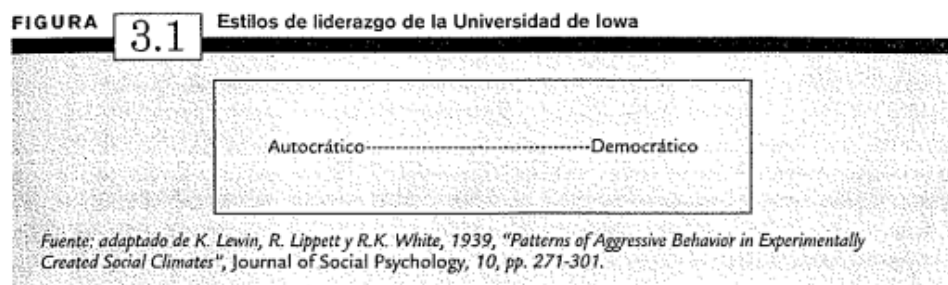 FIGURA 3.1 Estilos de liderazgo de la Universidad de Iowa
Autocrático--------------------------------Democrático
Fuente: adaptado de K. Lewin, R. Lippett y R.K. White, 1939, "Patterns of Aggressive Behavior in Experimentally
Created Social Climates", Journal of Social Psychology, 10, pp. 271-301.